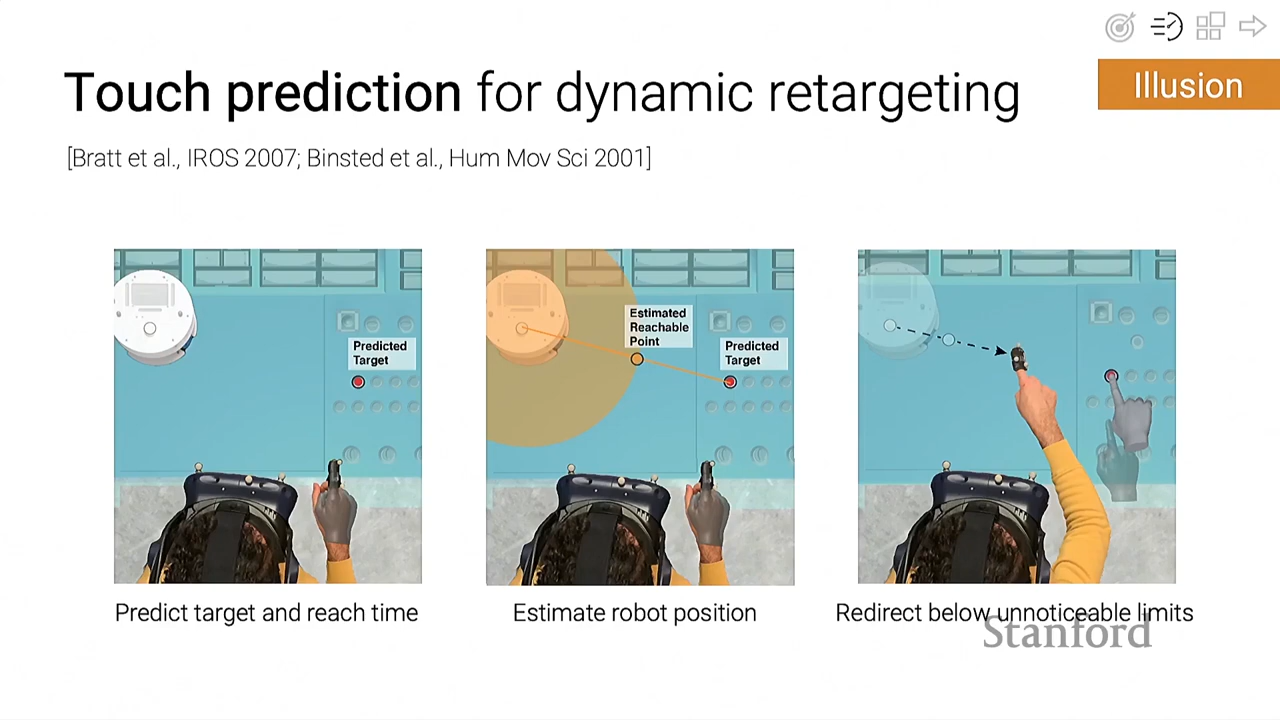 Touch prediction for dynamic retargeting
Illusion
[Bratt et al., IROS 2007; Binsted et al., Hum Mov Sci 2001]
Predicted
Target
Estimated
Reachable
Point
Predicted
Target
Predict target and reach time
Estimate robot position
Redirect below unnoticeable limits
Stanford